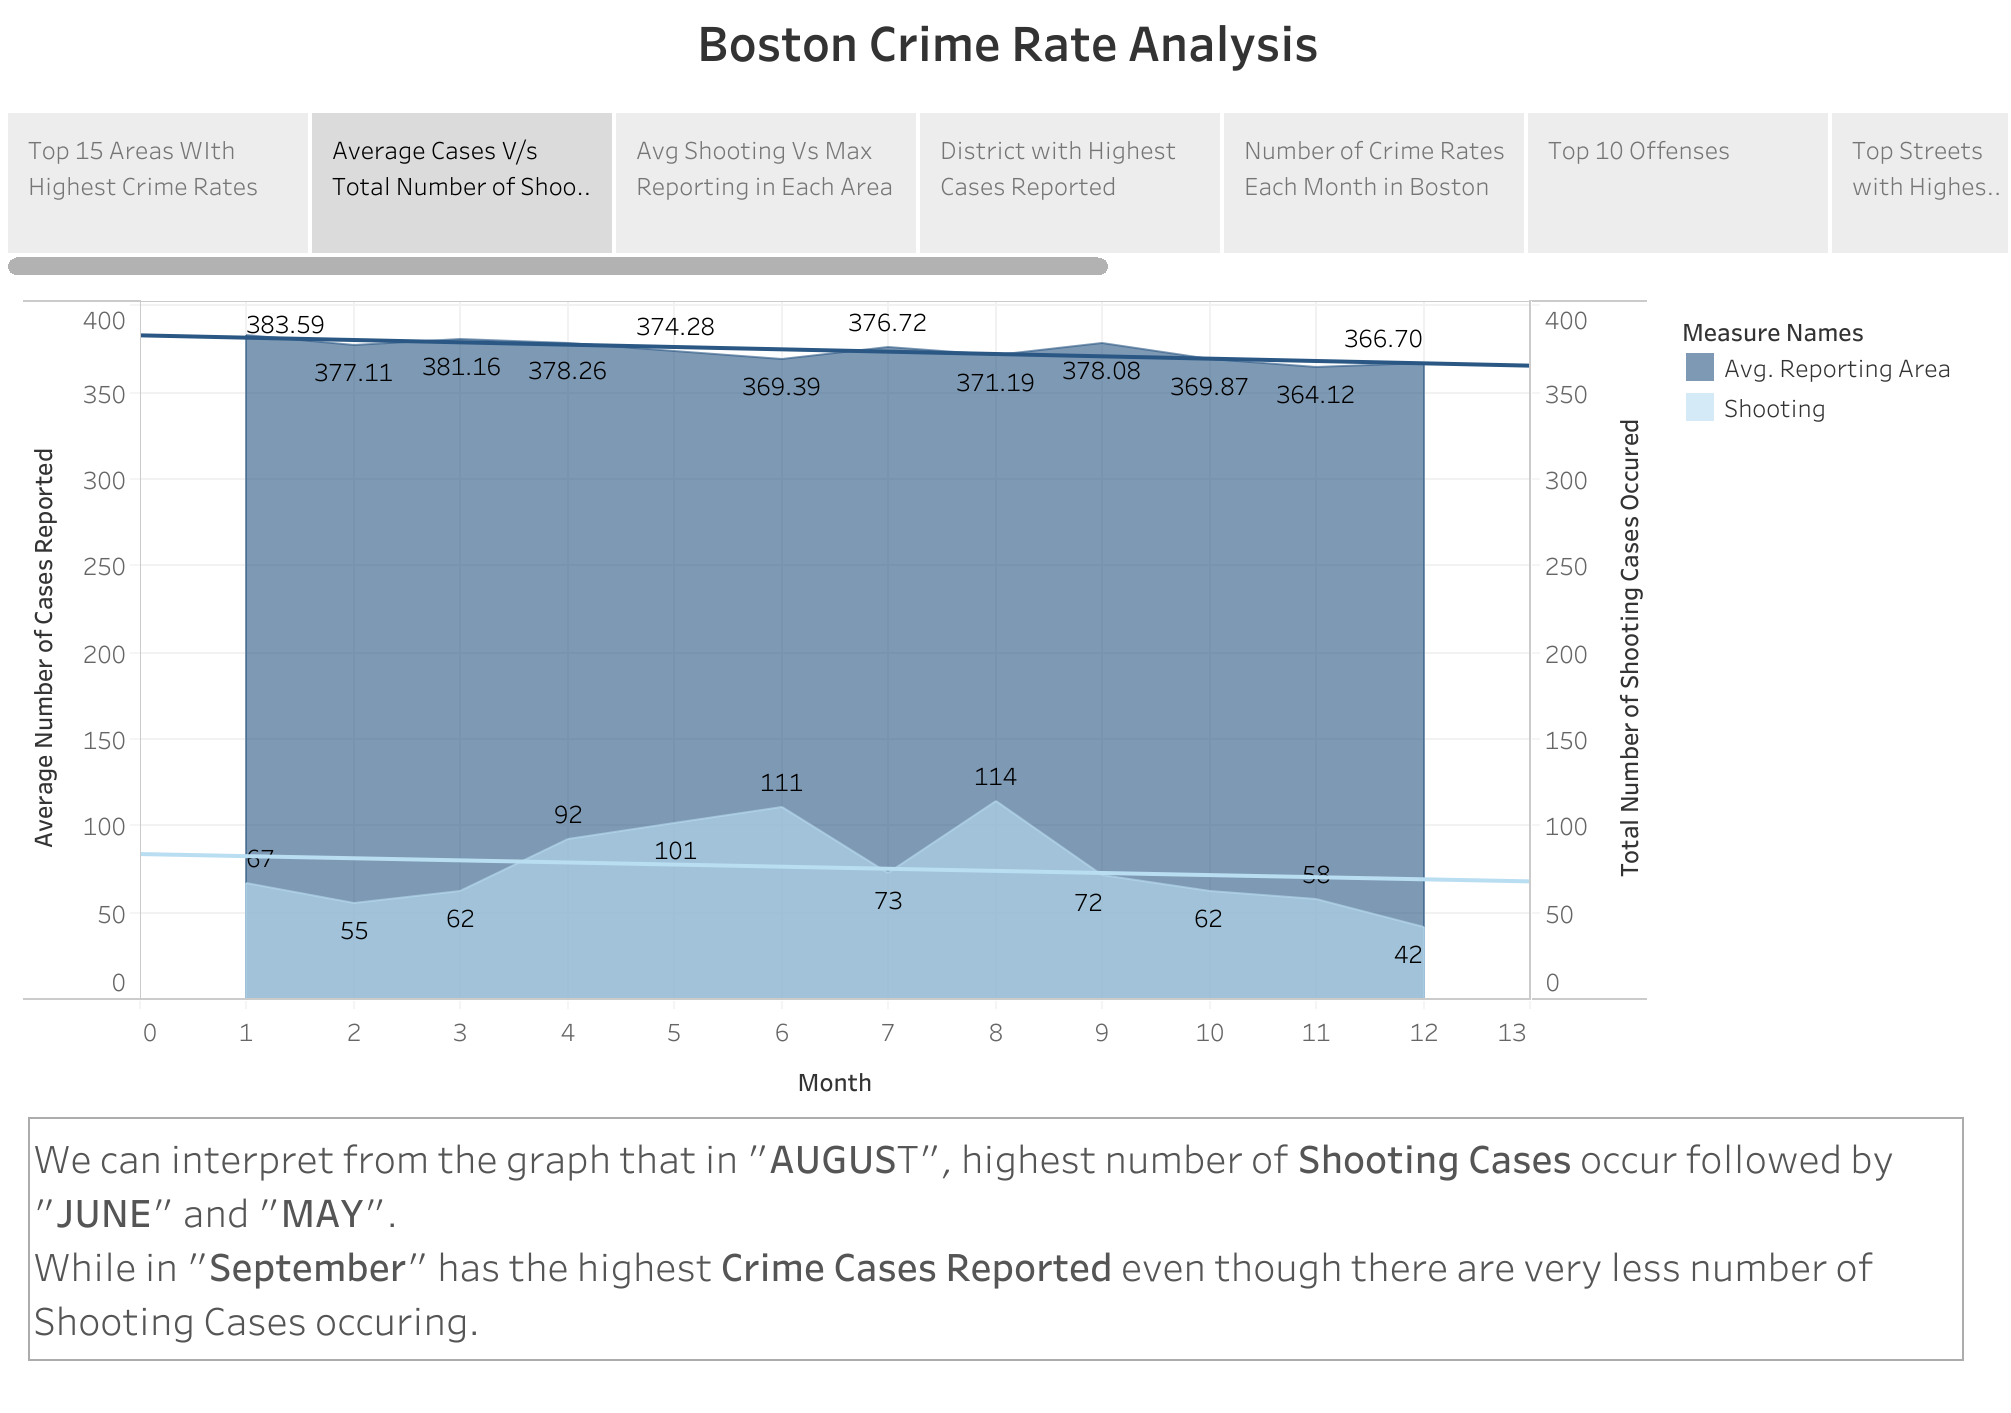 Boston Crime Rate Analysis
Top 15 Areas WIth
Highest Crime Rates
Average Cases V/s
Total Number of Shoo..
Avg Shooting Vs Max
Reporting in Each Area
District with Highest
Cases Reported
Number of Crime Rates
Each Month in Boston
Top 10 Offenses
Top Streets
with Highes..
Average Number of Cases Reported
400
350
300
250
200
150
100
50
0
383.59
377.11
381.16
378.26
374.28
369.39
376.72
371.19
378.08
369.87
364.12
366.70
67
55
62
92
101
111
73
114
72
62
58
42
400
350
300
250
200
150
100
50
0
Total Number of Shooting Cases Occured
0 1 2 3 4 5 6 7 8 9 10 11 12 13
Month
Measure Names
Avg. Reporting Area
Shooting
We can interpret from the graph that in "AUGUST", highest number of Shooting Cases occur followed by
"JUNE" and "MAY".
While in "September" has the highest Crime Cases Reported even though there are very less number of
Shooting Cases occuring.